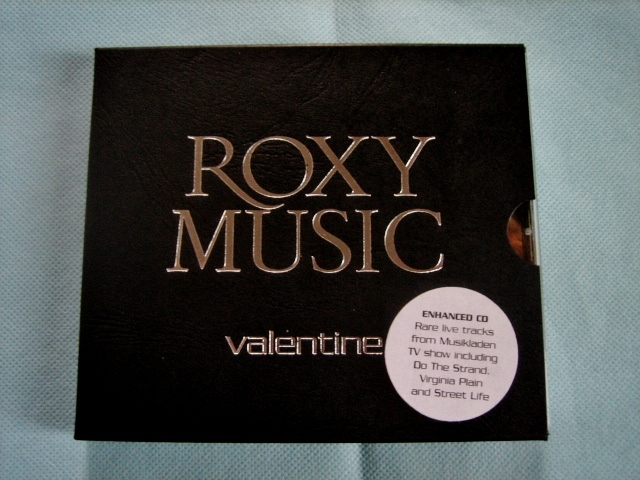 ROXY
MUSIC
valentine
ENHANCED CD
Rare live tracks
from Musikladen
TV show including
Do The Strand,
Virginia Plain
and Street Life